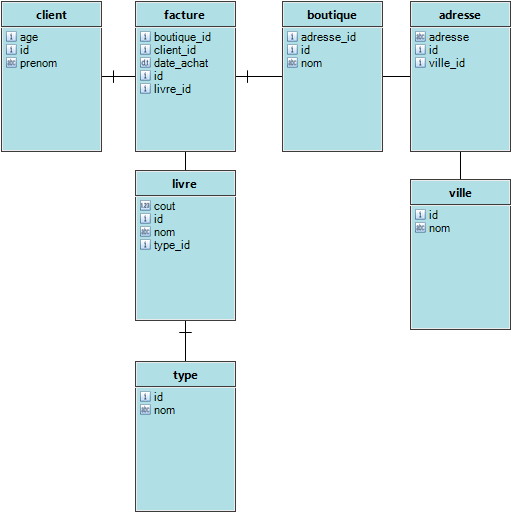 client
age
id
prenom
facture
boutique_id
client_id
date_achat
id
livre_id
boutique
adresse_id
id
nom
adresse
adresse
id
ville_id
livre
cout
id
nom
type_id
ville
id
nom
type
id
nom